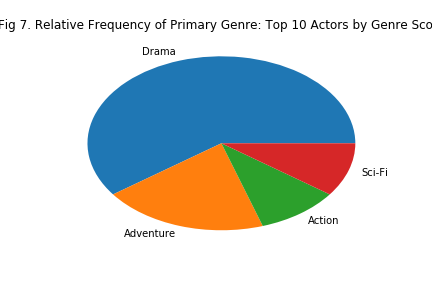 Fig 7. Relative Frequency of Primary Genre: Top 10 Actors by Genre Sco
Drama
Sci-Fi
Action
Adventure